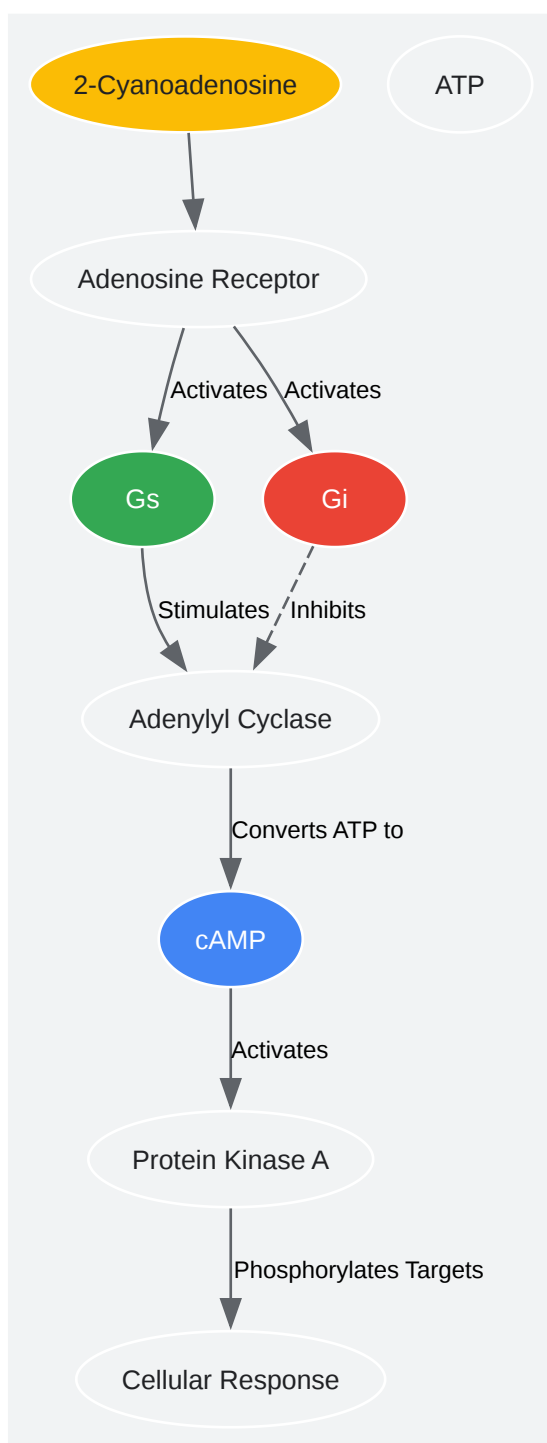 2-Cyanoadenosine
ATP
Adenosine Receptor
Activates
Activates
Gs
Gi
Stimulates
Inhibits
Adenylyl Cyclase
Converts ATP to
cAMP
Activates
Protein Kinase A
Phosphorylates Targets
Cellular Response